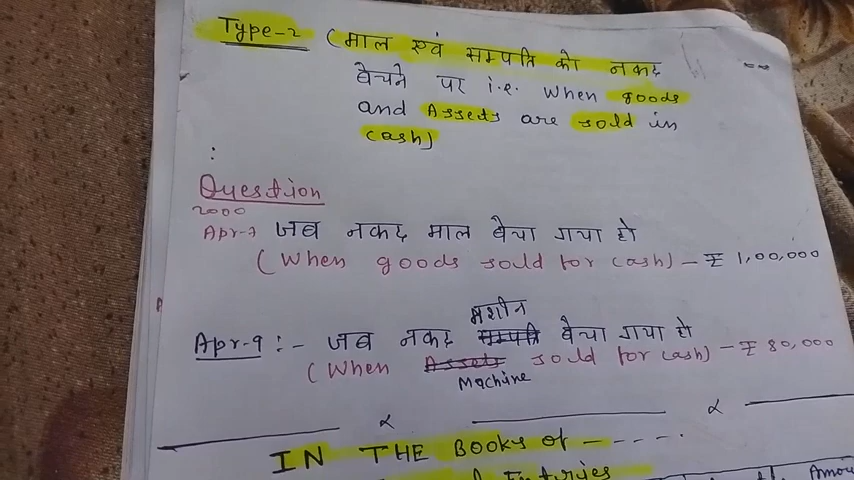 Type-2 (माल एवं सम्पति को नकद
बेचने पर i.e. When goods
and Assets are sold in
cash)
:
Question
2000
Apr-7 जब नकद माल बेचा गया हो
(When goods sold for cash) - ₹ 1,00,000
मशीन
Apr-9 :- जब नकद सम्पति बेचा गया हो
(When Assets sold for cash) - ₹ 80,000
Machine
IN THE BOOKS OF - - - - - .